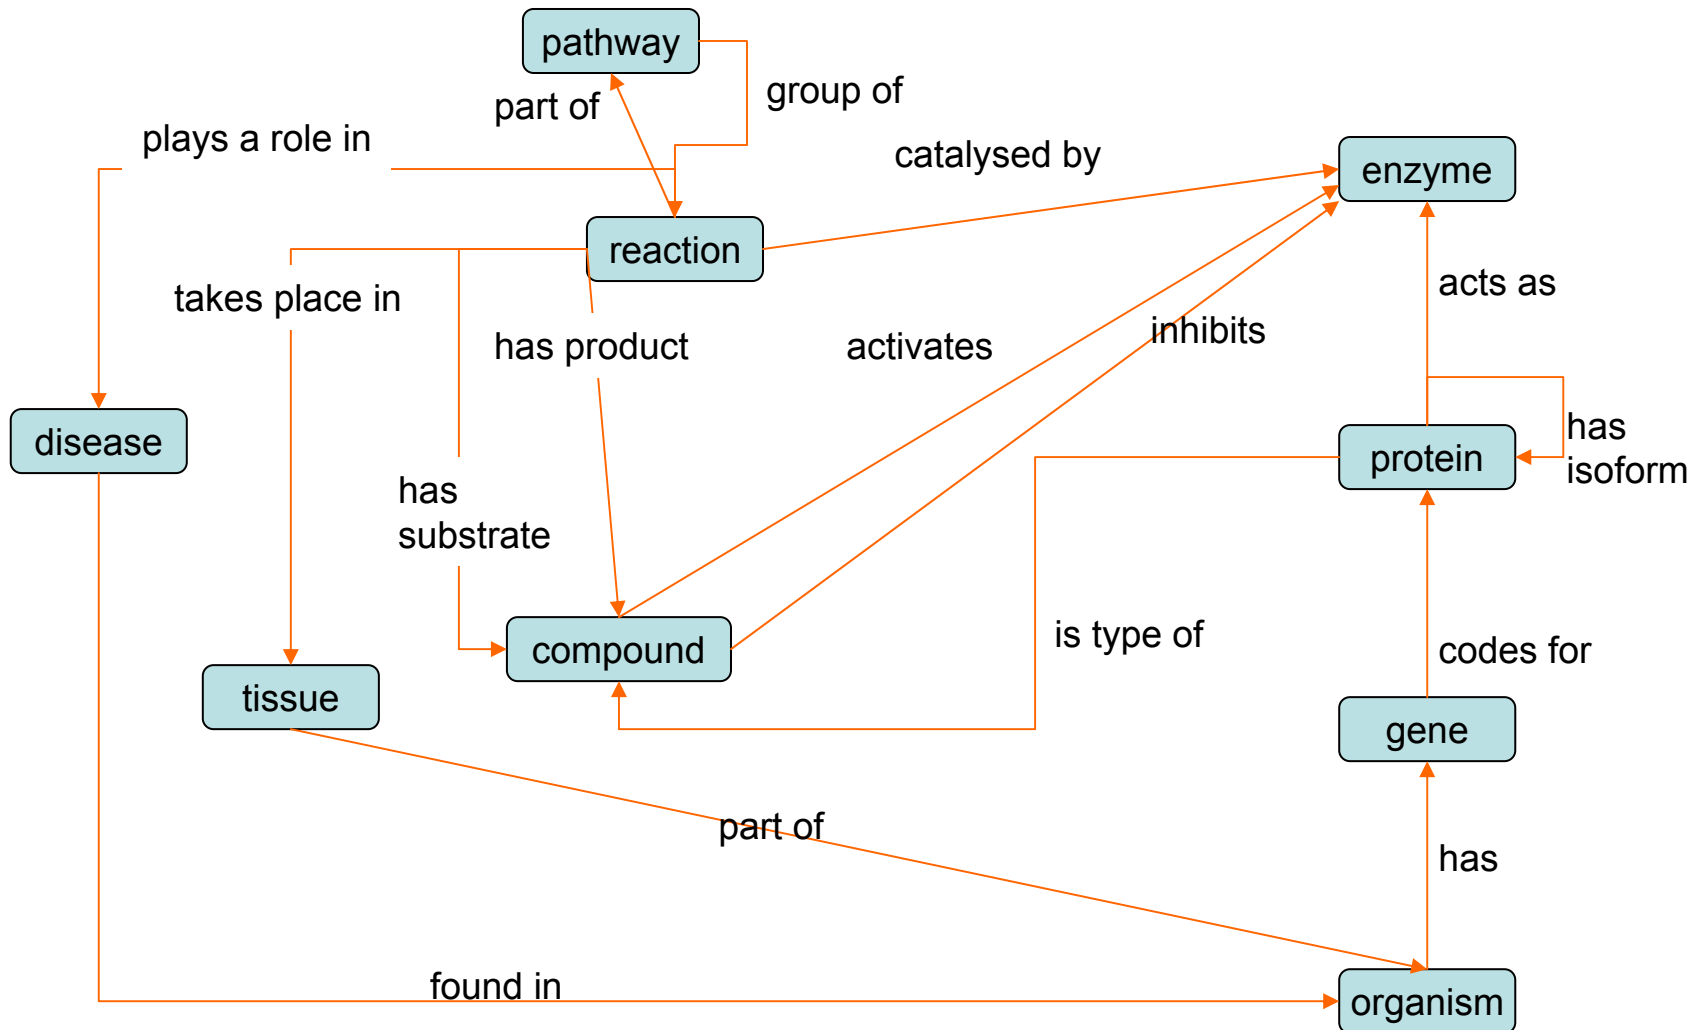 pathway
group of
part of
plays a role in
catalysed by
enzyme
reaction
acts as
takes place in
inhibits
has product
activates
disease
has
isoform
protein
has
substrate
is type of
compound
codes for
tissue
gene
part of
has
found in
organism